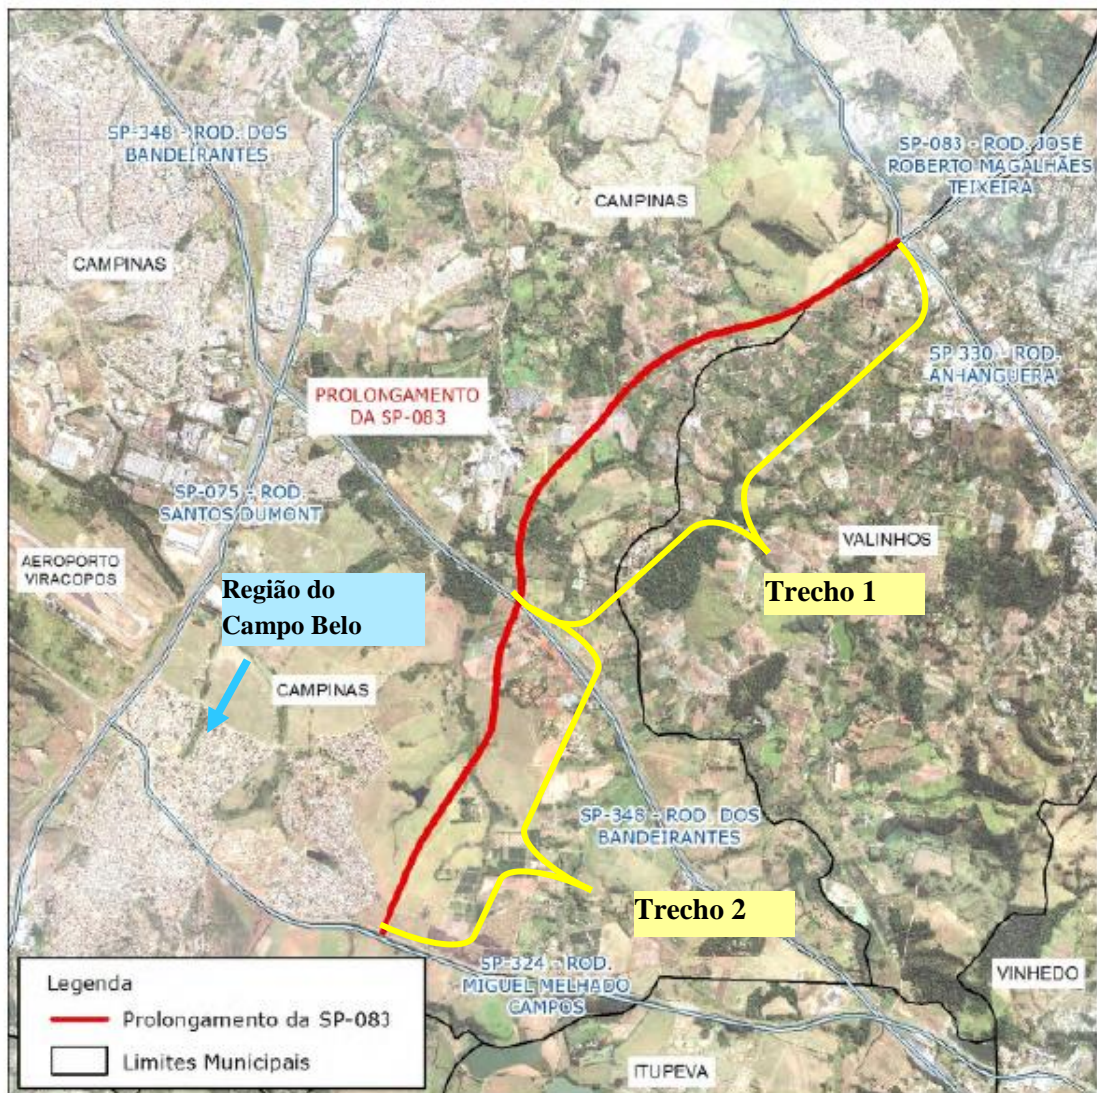 SP-348 - ROD. DOS
BANDEIRANTES
SP-083 - ROD. JOSÉ
ROBERTO MAGALHÃES
TEIXEIRA
CAMPINAS
CAMPINAS
SP 330 - ROD.
ANHANGUERA
PROLONGAMENTO
DA SP-083
SP-075 - ROD.
SANTOS DUMONT
VALINHOS
AEROPORTO
VIRACOPOS
Região do
Campo Belo
Trecho 1
CAMPINAS
SP-348 - ROD. DOS
BANDEIRANTES
Trecho 2
SP-324 - ROD.
MIGUEL MELHADO
CAMPOS
VINHEDO
ITUPEVA
Legenda
Prolongamento da SP-083
Limites Municipais